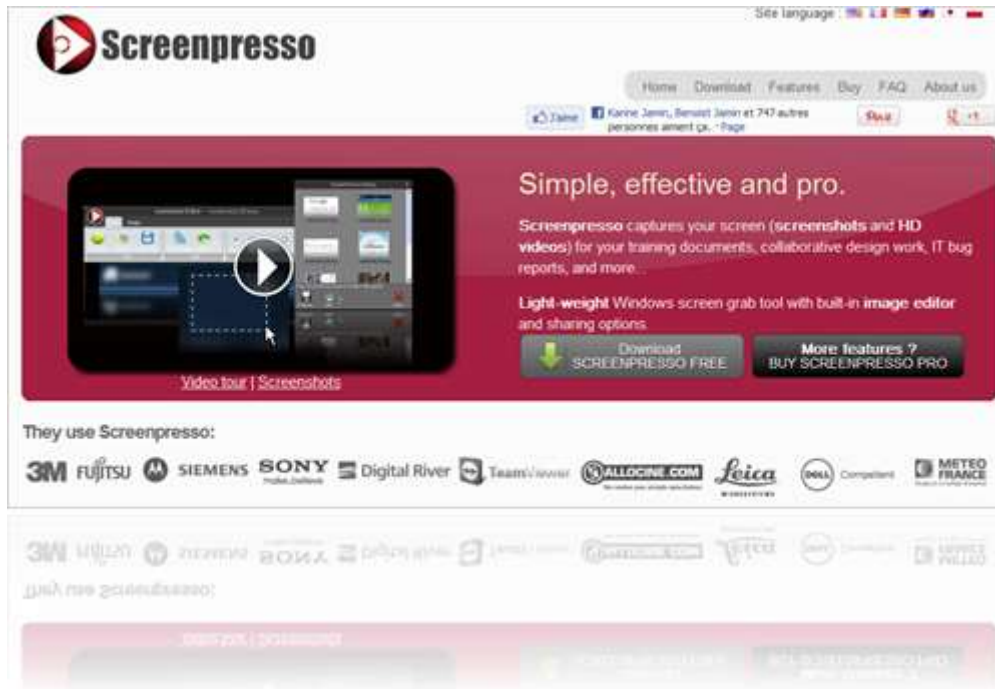 Site language :
Screenpresso
Home Download Features Buy FAQ About us
J'aime Karine Jamin, Benoist Jamin et 747 autres
personnes aiment ça. · Page
Pin it
+1
Simple, effective and pro.
Screenpresso captures your screen (screenshots and HD
videos) for your training documents, collaborative design work, IT bug
reports, and more...
Light-weight Windows screen grab tool with built-in image editor
and sharing options.
Download
SCREENPRESSO FREE
More features ?
BUY SCREENPRESSO PRO
Video tour | Screenshots
They use Screenpresso:
3M FUJITSU SIEMENS SONY Digital River TeamViewer ALLOCINE.COM Leica DELL METEO
FRANCE
MICROSYSTEMS